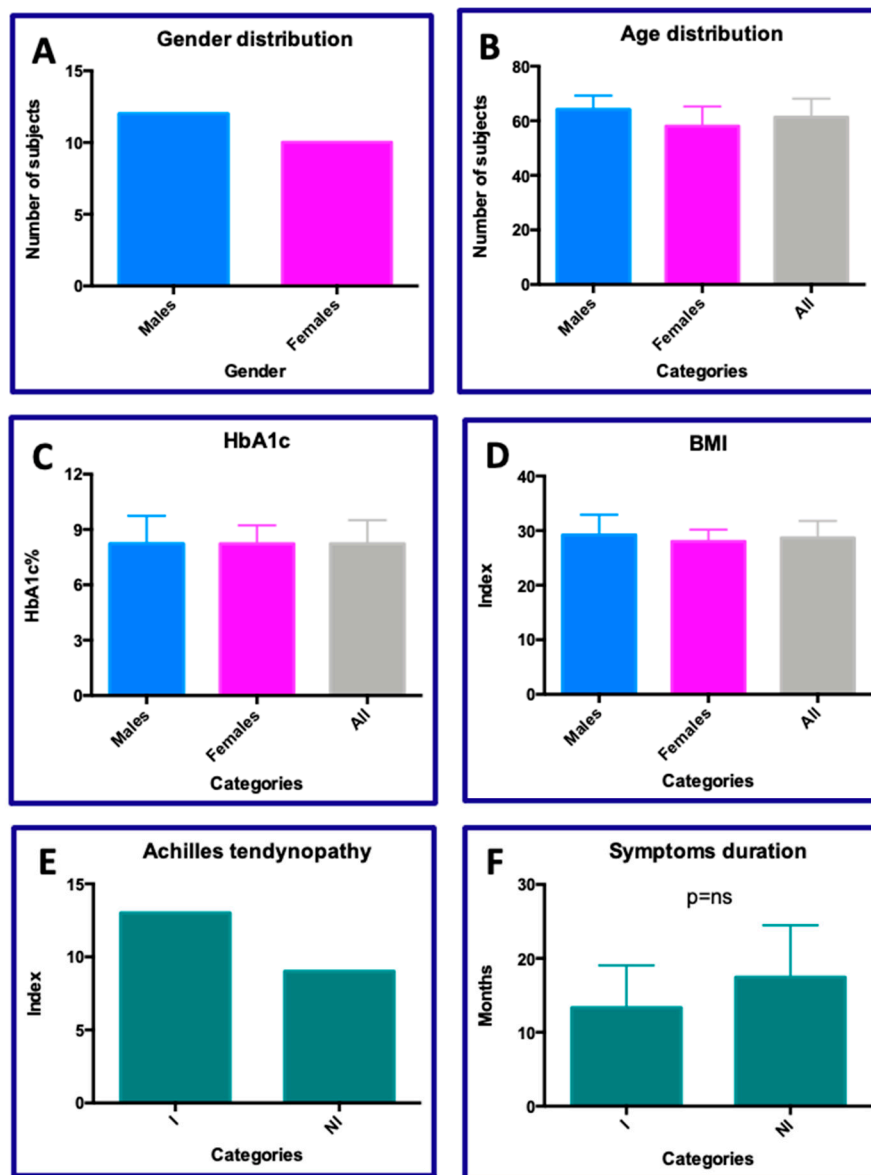 A
Gender distribution
Number of subjects
15
10
5
0
Males
Females
Gender
B
Age distribution
Number of subjects
80
60
40
20
0
Males
Females
All
Categories
C
HbA1c
HbA1c%
12
9
6
3
0
Males
Females
All
Categories
D
BMI
Index
40
30
20
10
0
Males
Females
All
Categories
E
Achilles tendynopathy
Index
15
10
5
0
I
NI
Categories
F
Symptoms duration
p=ns
Months
30
20
10
0
I
NI
Categories